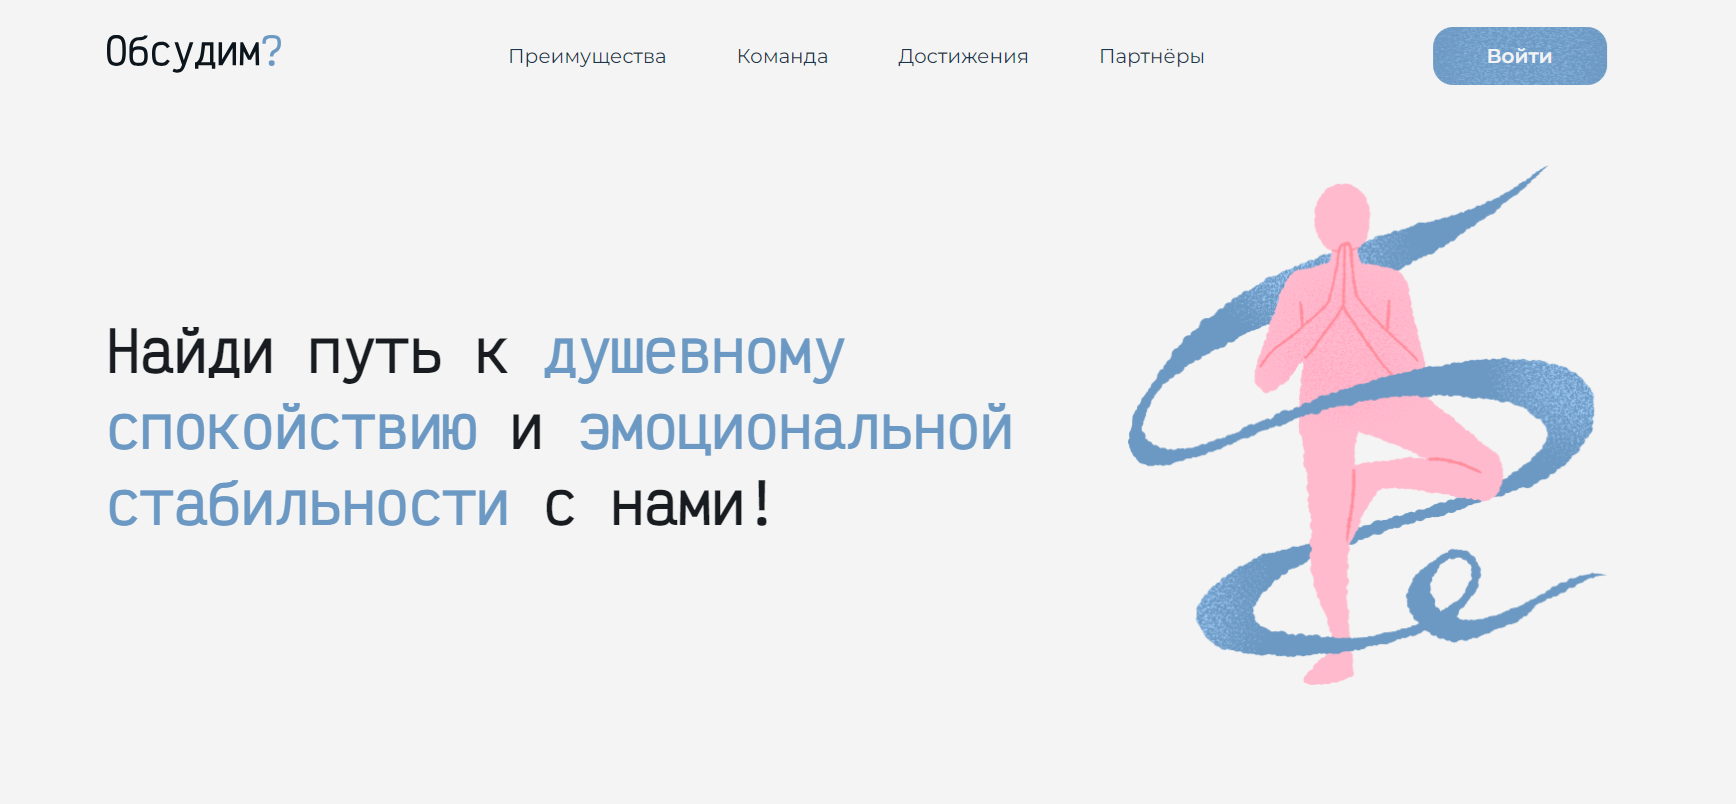 Обсудим?
Преимущества
Команда
Достижения
Партнёры
Войти
Найди путь к душевному
спокойствию и эмоциональной
стабильности с нами!